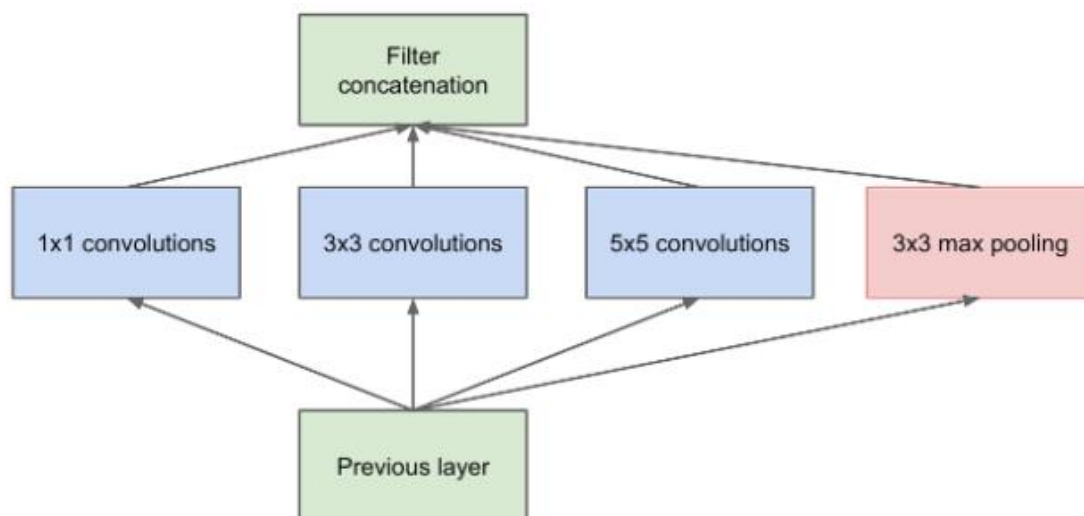 Filter
concatenation
1x1 convolutions
3x3 convolutions
5x5 convolutions
3x3 max pooling
Previous layer